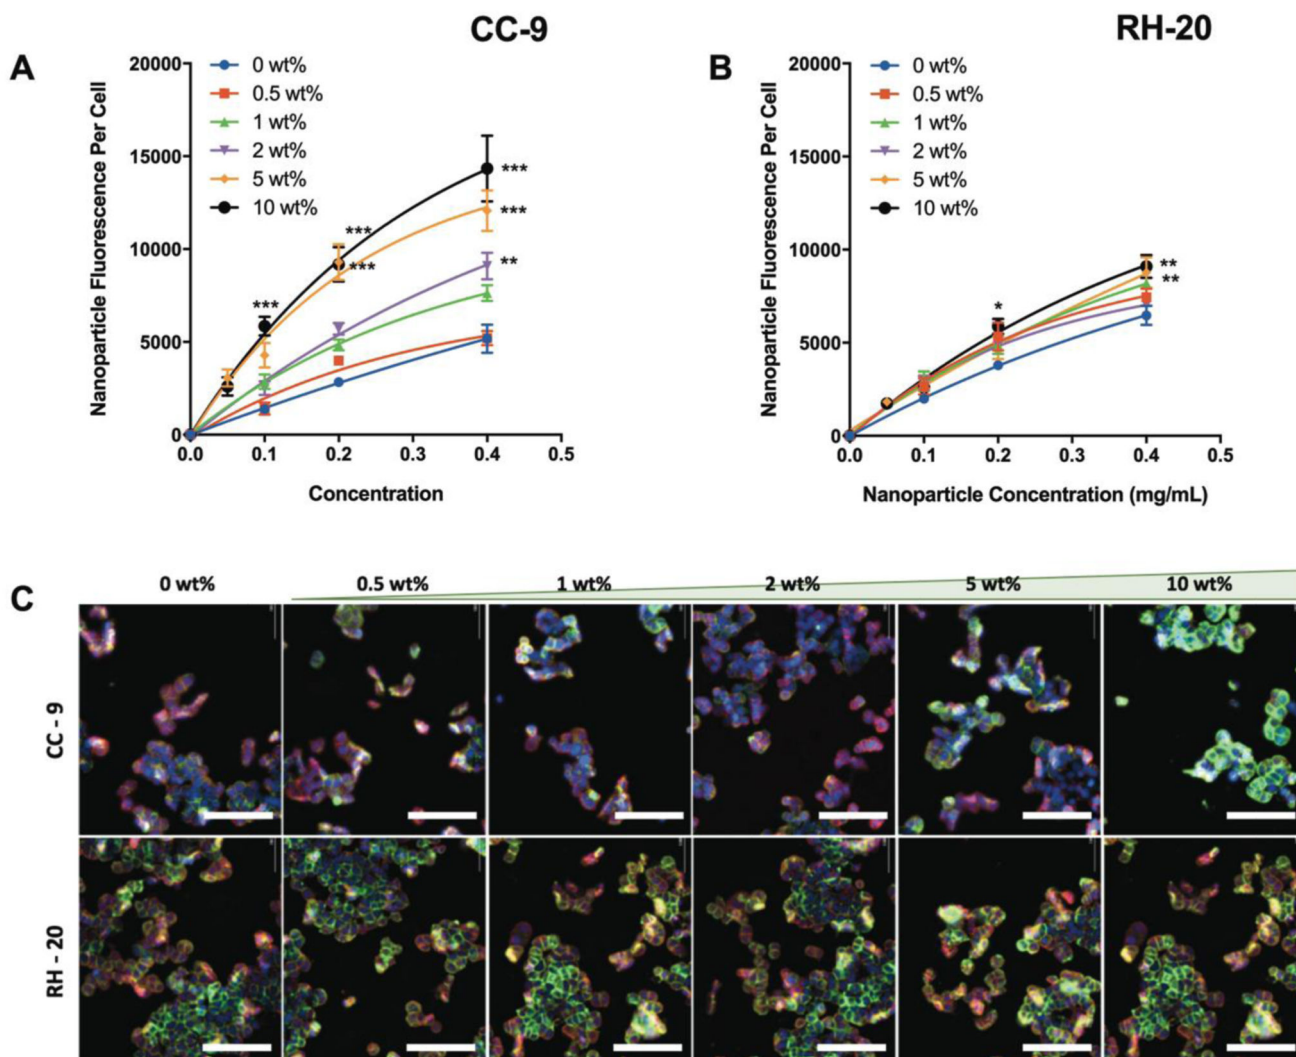 CC-9
RH-20
A
20000
15000
10000
5000
0
Nanoparticle Fluorescence Per Cell
0 wt%
0.5 wt%
1 wt%
2 wt%
5 wt%
10 wt%
***
***
***
***
***
**
0.0 0.1 0.2 0.3 0.4 0.5
Concentration
B
20000
15000
10000
5000
0
Nanoparticle Fluorescence Per Cell
0 wt%
0.5 wt%
1 wt%
2 wt%
5 wt%
10 wt%
*
**
**
0.0 0.1 0.2 0.3 0.4 0.5
Nanoparticle Concentration (mg/mL)
C
0 wt% 0.5 wt% 1 wt% 2 wt% 5 wt% 10 wt%
CC - 9
RH - 20